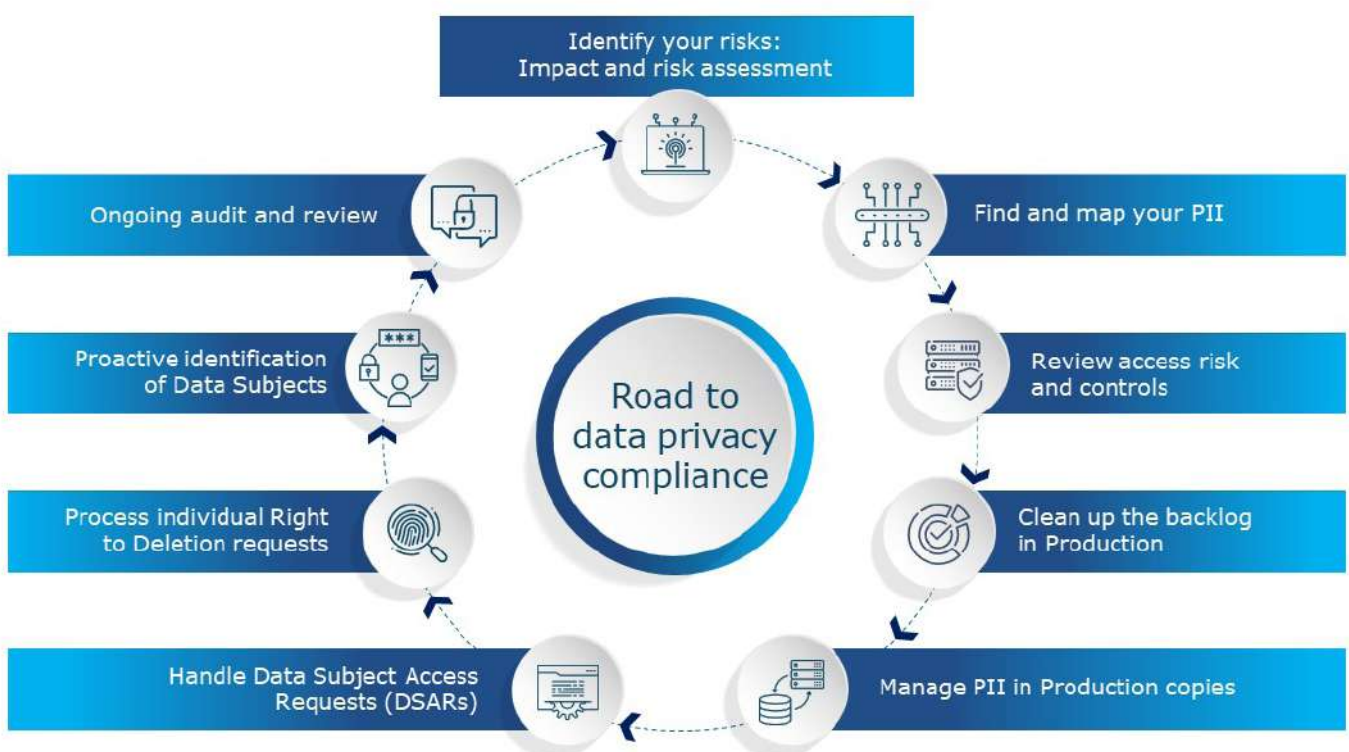 Identify your risks:
Impact and risk assessment
Find and map your PII
Review access risk
and controls
Clean up the backlog
in Production
Manage PII in Production copies
Handle Data Subject Access
Requests (DSARs)
Process individual Right
to Deletion requests
Proactive identification
of Data Subjects
***
Ongoing audit and review
Road to
data privacy
compliance